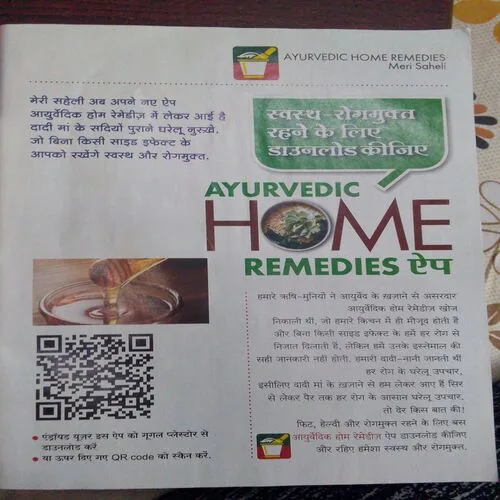 AYURVEDIC HOME REMEDIES
Meri Saheli
मेरी सहेली अब अपने नए ऐप
आयुर्वेदिक होम रेमेडीज़ में लेकर आई है
दादी मां के सदियों पुराने घरेलू नुस्ख़े.
जो बिना किसी साइड इफेक्ट के
आपको रखेंगे स्वस्थ और रोगमुक्त.
स्वस्थ-रोगमुक्त
रहने के लिए
डाउनलोड कीजिए
AYURVEDIC
HOME
REMEDIES ऐप
हमारे ऋषि-मुनियों ने आयुर्वेद के ख़ज़ाने से असरदार
आयुर्वेदिक होम रेमेडीज़ खोज
निकाली थीं, जो हमारे किचन में ही मौजूद होती हैं
और बिना किसी साइड इफेक्ट के हमें हर रोग से
निजात दिलाती हैं, लेकिन हमें उनके इस्तेमाल की
सही जानकारी नहीं होती. हमारी दादी-नानी जानती थीं
हर रोग के घरेलू उपचार.
इसीलिए दादी मां के ख़ज़ाने से हम लेकर आए हैं सिर
से लेकर पैर तक हर रोग के आसान घरेलू उपचार.
तो देर किस बात की!
फिट, हेल्दी और रोगमुक्त रहने के लिए बस
आयुर्वेदिक होम रेमेडीज़ ऐप डाउनलोड कीजिए
और रहिए हमेशा स्वस्थ और रोगमुक्त.
• एंड्रॉयड यूज़र इस ऐप को गूगल प्लेस्टोर से
डाउनलोड करें
• या ऊपर दिए गए QR code को स्कैन करें.